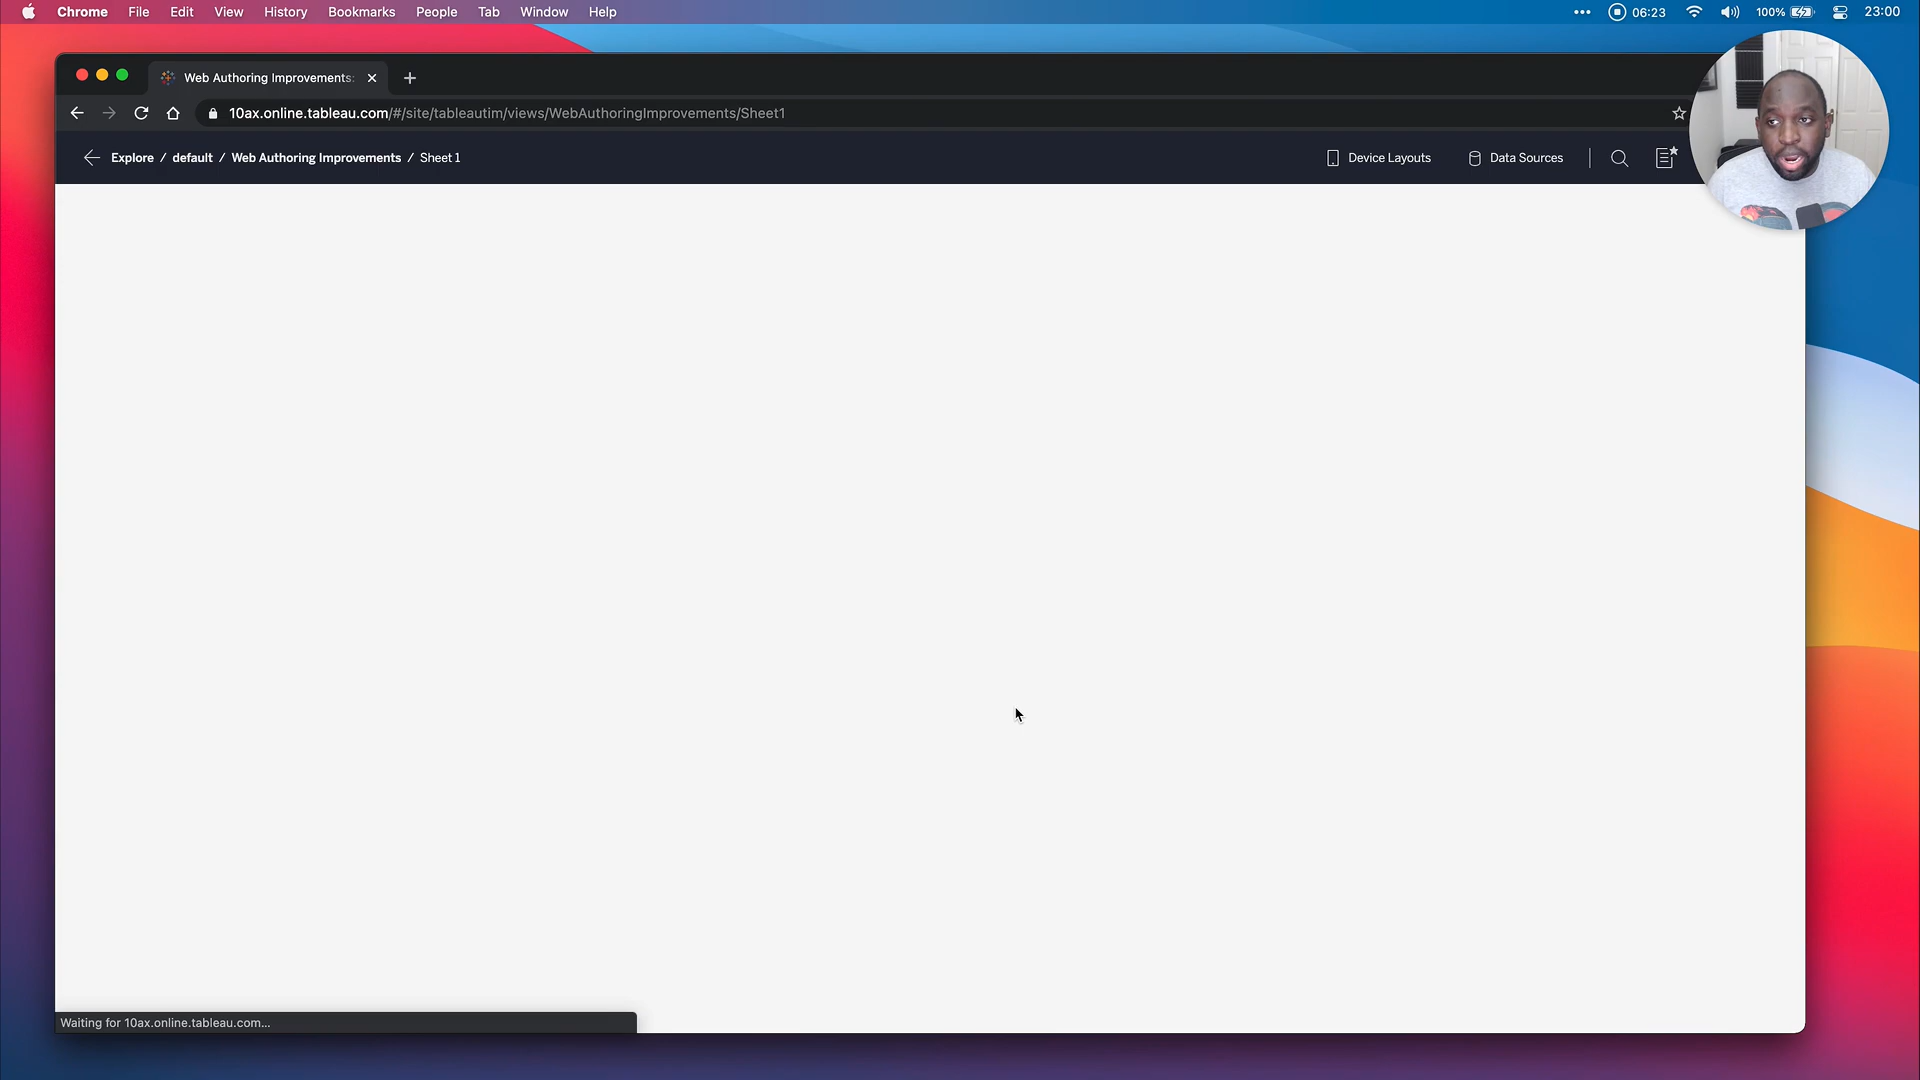 Chrome File Edit View History Bookmarks People Tab Window Help
06:23 100% 23:00
Web Authoring Improvements:
10ax.online.tableau.com/#/site/tableautim/views/WebAuthoringImprovements/Sheet1
Explore / default / Web Authoring Improvements / Sheet 1
Device Layouts Data Sources
Waiting for 10ax.online.tableau.com...